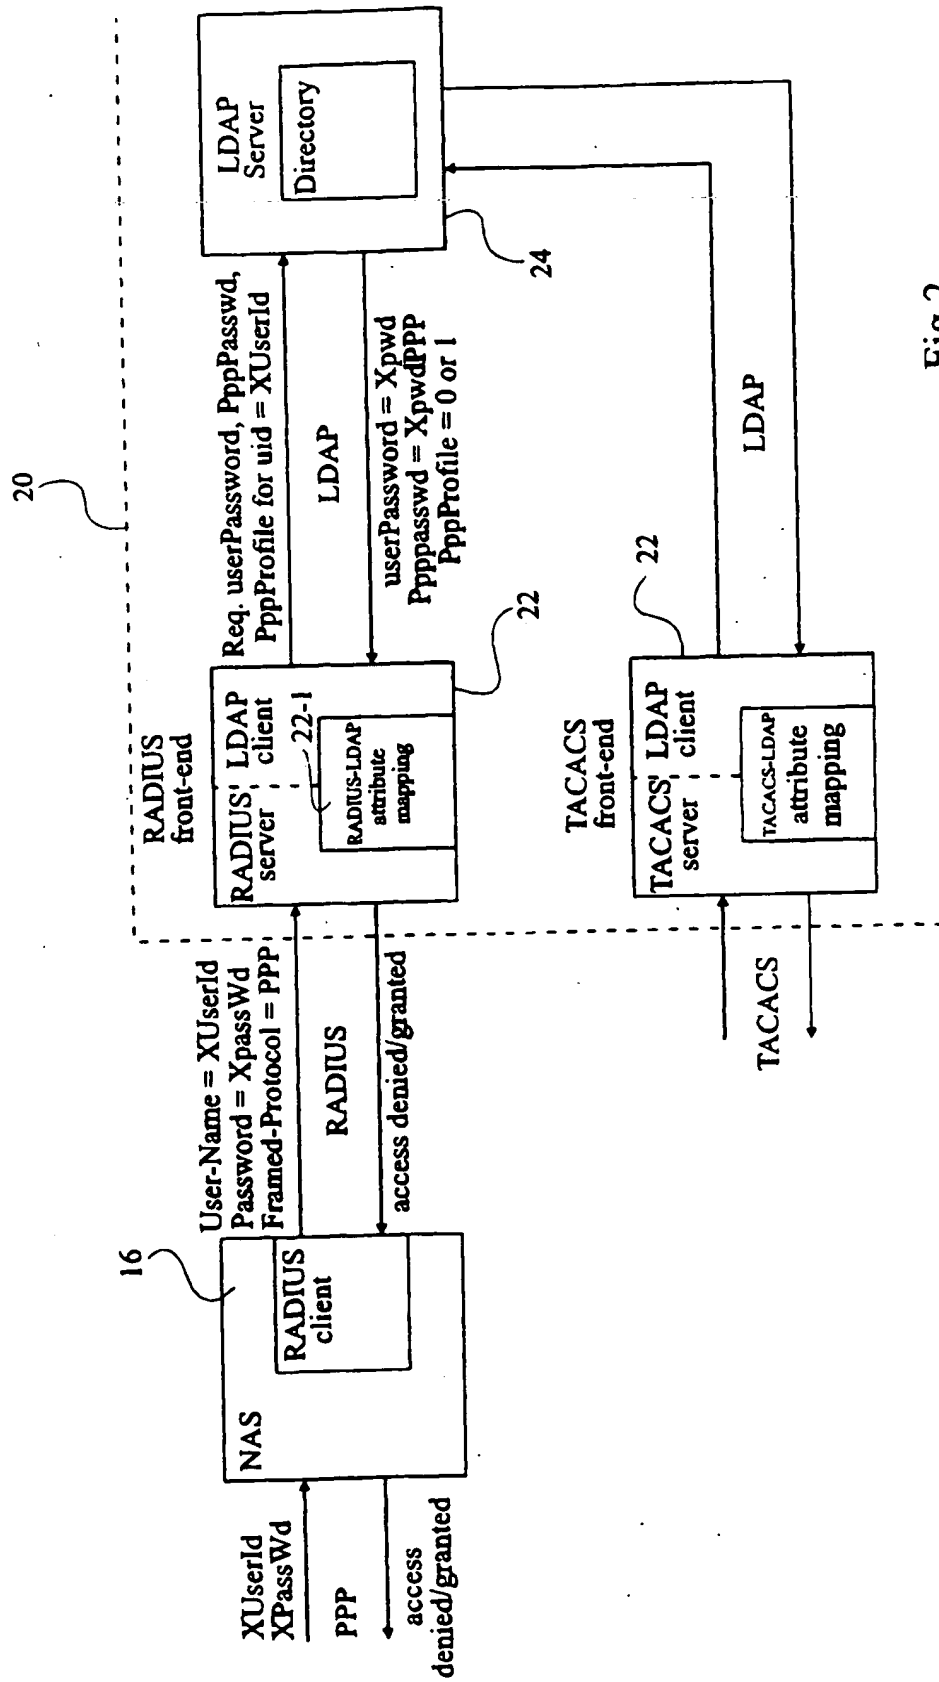 20
XUserId
XPassWd
PPP
access
denied/granted
16
NAS
RADIUS
client
User-Name = XUserId
Password = XpassWd
Framed-Protocol = PPP
RADIUS
access denied/granted
RADIUS
front-end
RADIUS
server
LDAP
client
22-1
RADIUS-LDAP
attribute
mapping
22
Req. userPassword, PppPasswd,
PppProfile for uid = XUserId
LDAP
userPassword = Xpwd
Ppppasswd = XpwdPPP
PppProfile = 0 or 1
LDAP
Server
Directory
24
TACACS
TACACS
front-end
TACACS
server
LDAP
client
TACACS-LDAP
attribute
mapping
22
LDAP
Fig 2